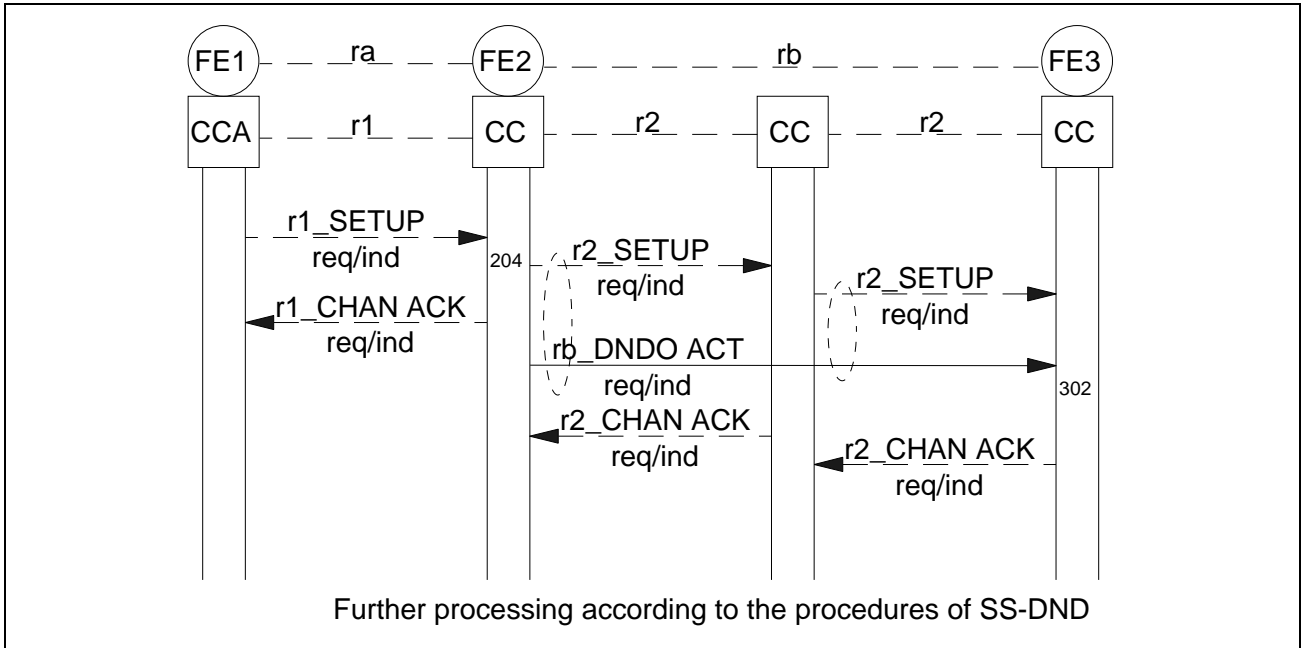 FE1 ra FE2 rb FE3
CCA r1 CC r2 CC r2 CC
r1_SETUP
req/ind
204
r2_SETUP
req/ind
r2_SETUP
req/ind
r1_CHAN ACK
req/ind
rb_DNDO ACT
req/ind
302
r2_CHAN ACK
req/ind
r2_CHAN ACK
req/ind
Further processing according to the procedures of SS-DND